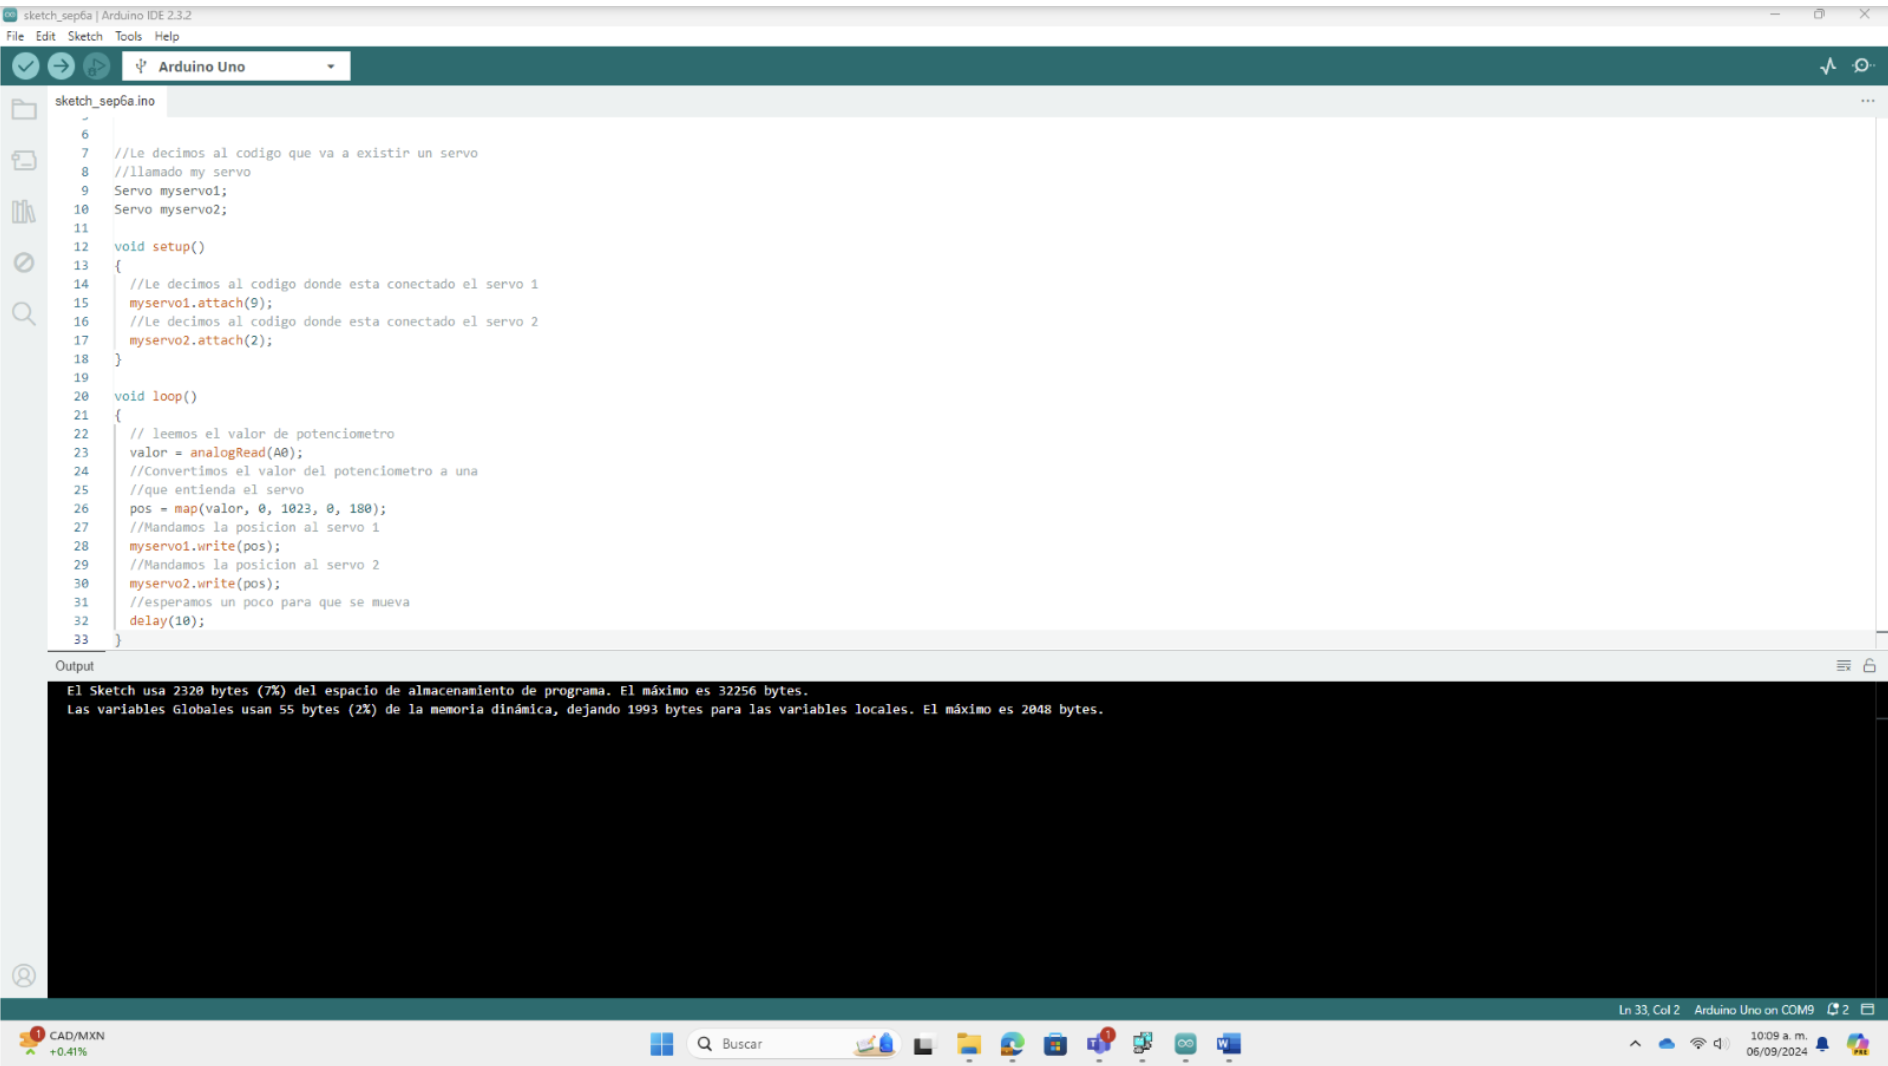 sketch_sep6a | Arduino IDE 2.3.2
File Edit Sketch Tools Help
Arduino Uno
sketch_sep6a.ino
6
7 //Le decimos al codigo que va a existir un servo
8 //llamado my servo
9 Servo myservo1;
10 Servo myservo2;
11
12 void setup()
13 {
14 //Le decimos al codigo donde esta conectado el servo 1
15 myservo1.attach(9);
16 //Le decimos al codigo donde esta conectado el servo 2
17 myservo2.attach(2);
18 }
19
20 void loop()
21 {
22 // leemos el valor de potenciometro
23 valor = analogRead(A0);
24 //Convertimos el valor del potenciometro a una
25 //que entienda el servo
26 pos = map(valor, 0, 1023, 0, 180);
27 //Mandamos la posicion al servo 1
28 myservo1.write(pos);
29 //Mandamos la posicion al servo 2
30 myservo2.write(pos);
31 //esperamos un poco para que se mueva
32 delay(10);
33 }
Output
El Sketch usa 2320 bytes (7%) del espacio de almacenamiento de programa. El máximo es 32256 bytes.
Las variables Globales usan 55 bytes (2%) de la memoria dinámica, dejando 1993 bytes para las variables locales. El máximo es 2048 bytes.
Ln 33, Col 2 Arduino Uno on COM9 2
1 CAD/MXN
+0.41%
Buscar
1
10:09 a. m.
06/09/2024
PRE